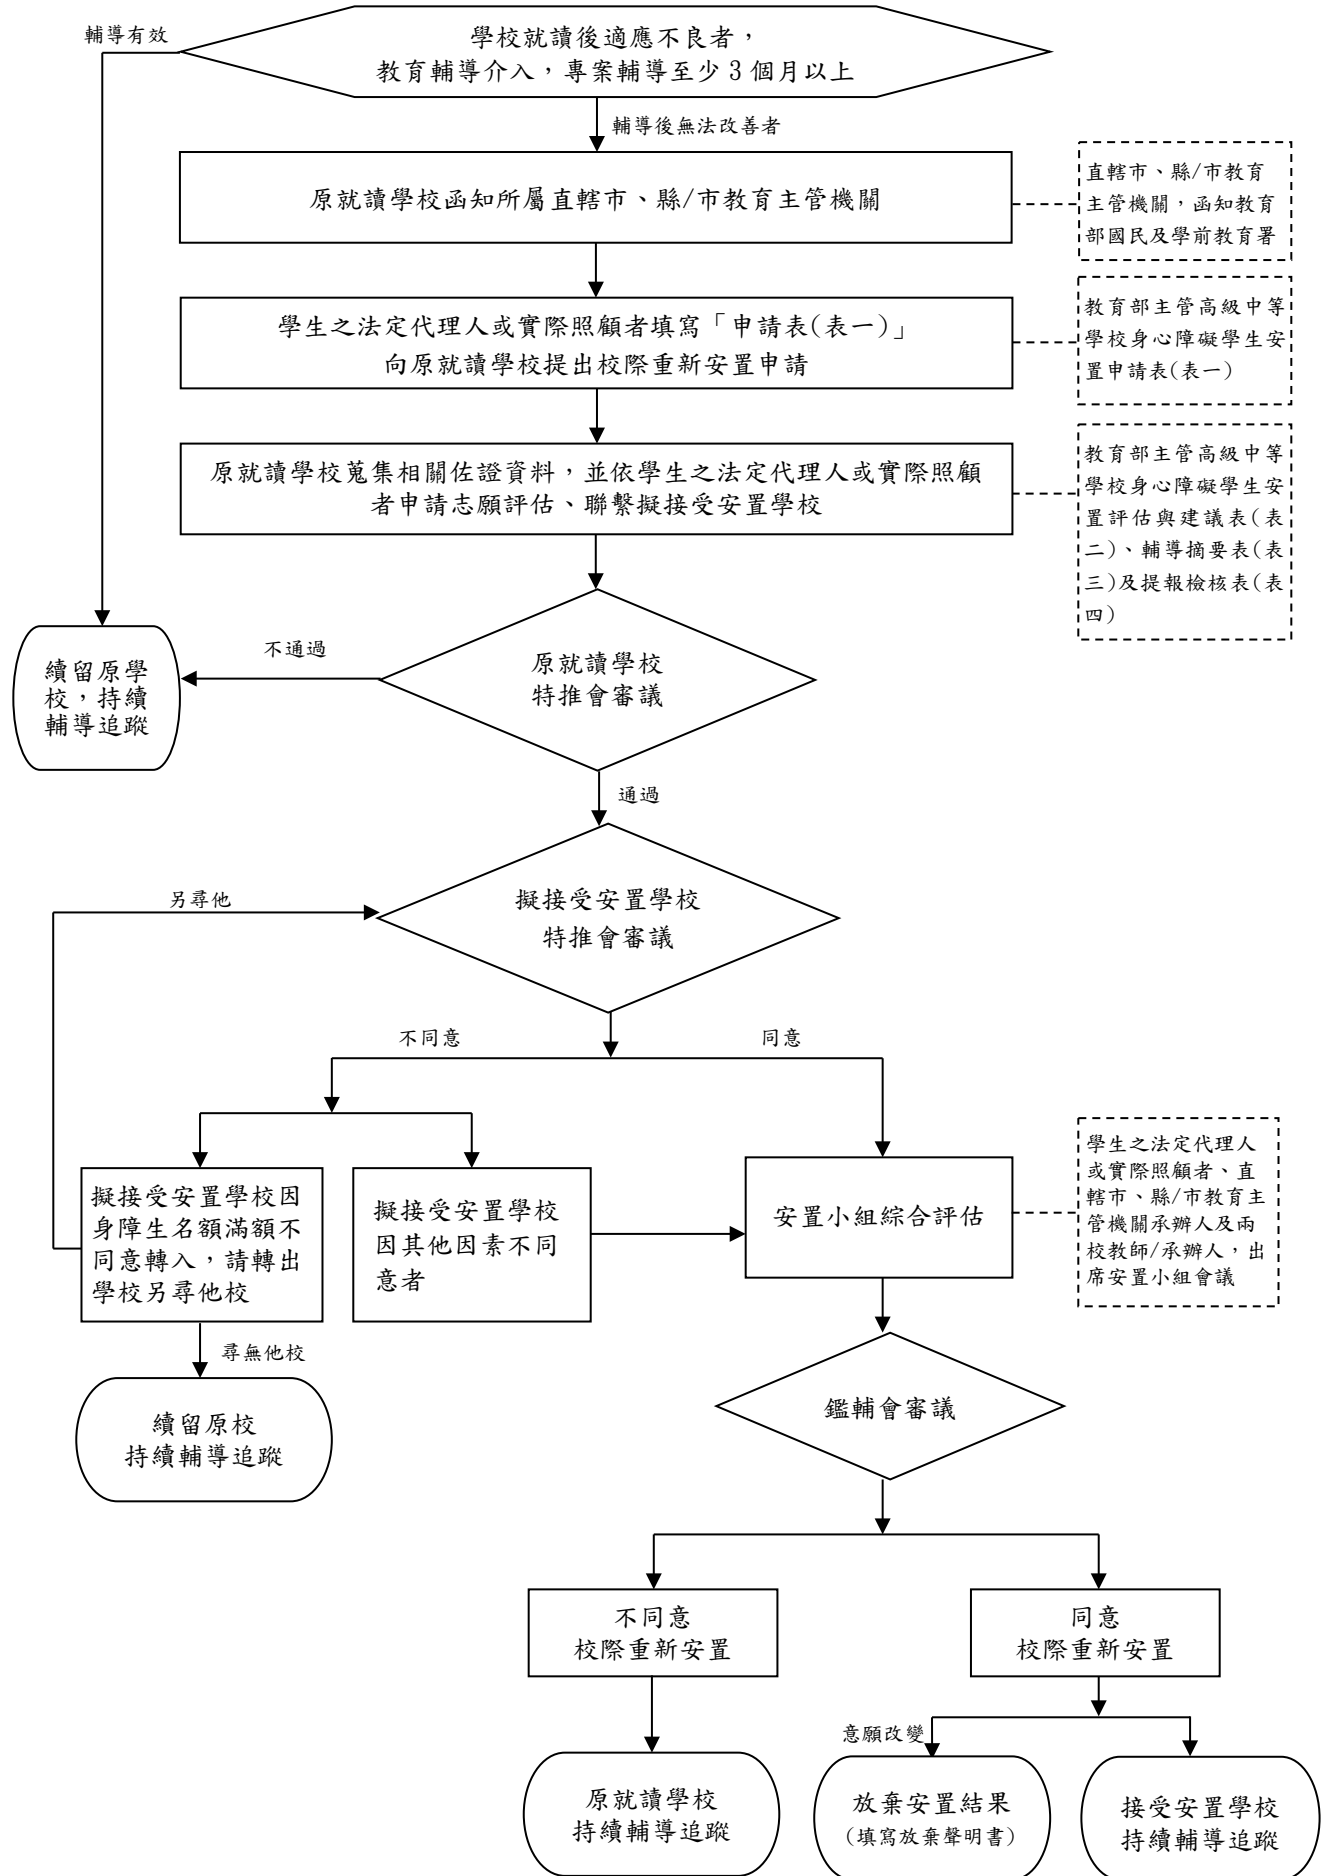 輔導有效
學校就讀後適應不良者，
教育輔導介入，專案輔導至少 3 個月以上
輔導後無法改善者
原就讀學校函知所屬直轄市、縣/市教育主管機關
直轄市、縣/市教育
主管機關，函知教育
部國民及學前教育署
學生之法定代理人或實際照顧者填寫「申請表(表一)」
向原就讀學校提出校際重新安置申請
教育部主管高級中等
學校身心障礙學生安
置申請表(表一)
原就讀學校蒐集相關佐證資料，並依學生之法定代理人或實際照顧
者申請志願評估、聯繫擬接受安置學校
教育部主管高級中等
學校身心障礙學生安
置評估與建議表(表
二)、輔導摘要表(表
三)及提報檢核表(表
四)
不通過
原就讀學校
特推會審議
續留原學
校，持續
輔導追蹤
通過
另尋他
擬接受安置學校
特推會審議
不同意
同意
擬接受安置學校因
身障生名額滿額不
同意轉入，請轉出
學校另尋他校
擬接受安置學校
因其他因素不同
意者
安置小組綜合評估
學生之法定代理人
或實際照顧者、直
轄市、縣/市教育主
管機關承辦人及兩
校教師/承辦人，出
席安置小組會議
尋無他校
續留原校
持續輔導追蹤
鑑輔會審議
不同意
校際重新安置
同意
校際重新安置
意願改變
原就讀學校
持續輔導追蹤
放棄安置結果
(填寫放棄聲明書)
接受安置學校
持續輔導追蹤